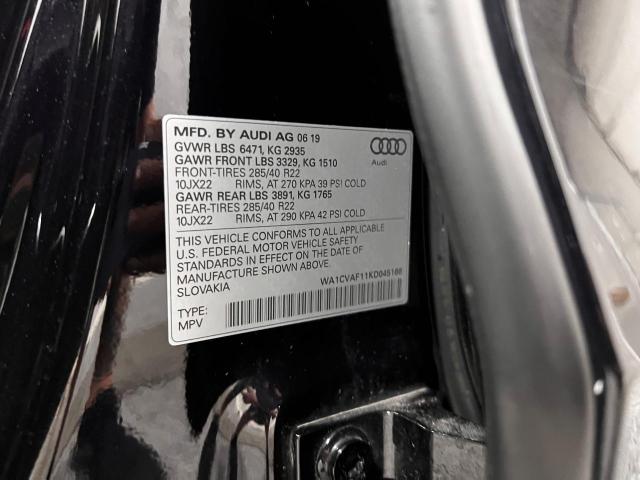 MFD. BY AUDI AG 06 19
GVWR LBS 6471, KG 2935
GAWR FRONT LBS 3329, KG 1510
FRONT-TIRES 285/40 R22
10JX22 RIMS, AT 270 KPA 39 PSI COLD
GAWR REAR LBS 3891, KG 1765
REAR-TIRES 285/40 R22
10JX22 RIMS, AT 290 KPA 42 PSI COLD
Audi
THIS VEHICLE CONFORMS TO ALL APPLICABLE
U.S. FEDERAL MOTOR VEHICLE SAFETY
STANDARDS IN EFFECT ON THE DATE OF
MANUFACTURE SHOWN ABOVE.
SLOVAKIA
WA1CVAF11KD045166
TYPE:
MPV